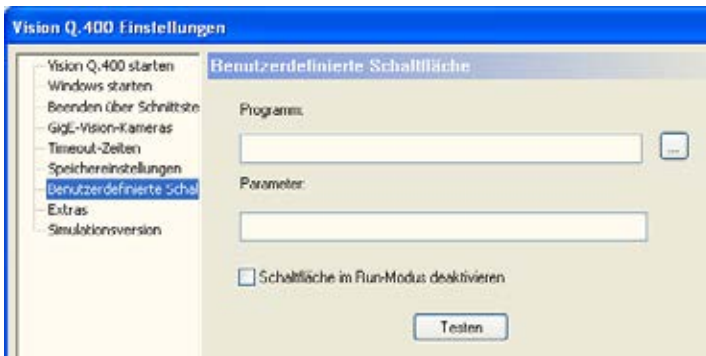 Vision Q.400 Einstellungen
Vision Q.400 starten
Windows starten
Beenden über Schnittste
GigE-Vision-Kameras
Timeout-Zeiten
Speichereinstellungen
Benutzerdefinierte Schal
Extras
Simulationsversion
Benutzerdefinierte Schaltfläche
Programm:
...
Parameter:
Schaltfläche im Run-Modus deaktivieren
Testen